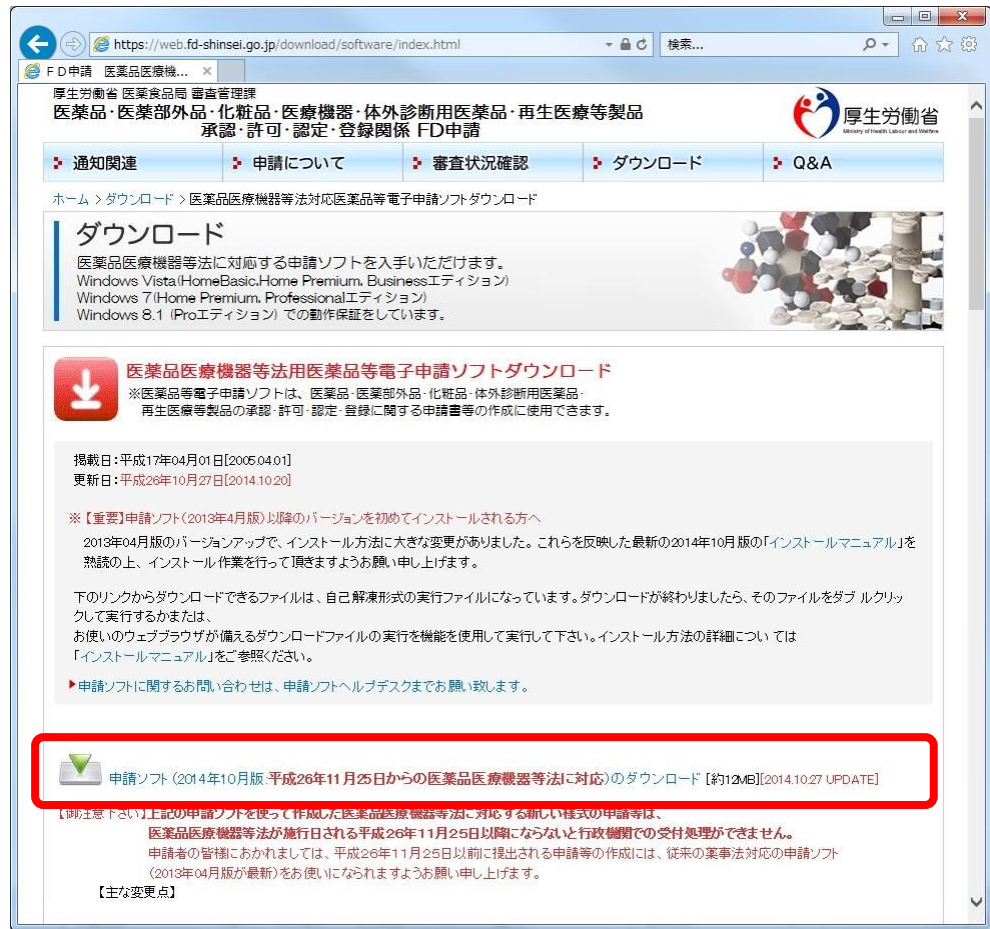 https://web.fd-shinsei.go.jp/download/software/index.html
検索...
ＦＤ申請 医薬品医療機...
厚生労働省 医薬食品局 審査管理課
医薬品・医薬部外品・化粧品・医療機器・体外診断用医薬品・再生医療等製品
承認・許可・認定・登録関係 FD申請
厚生労働省
Ministry of Health Labour and Welfare
通知関連
申請について
審査状況確認
ダウンロード
Q&A
ホーム > ダウンロード > 医薬品医療機器等法対応医薬品等電子申請ソフトダウンロード
ダウンロード
医薬品医療機器等法に対応する申請ソフトを入手いただけます。
Windows Vista(HomeBasic.Home Premium. Businessエディション)
Windows 7(Home Premium. Professionalエディション)
Windows 8.1 (Proエディション) での動作保証をしています。
医薬品医療機器等法用医薬品等電子申請ソフトダウンロード
※医薬品等電子申請ソフトは、医薬品・医薬部外品・化粧品・体外診断用医薬品・
再生医療等製品の承認・許可・認定・登録に関する申請書等の作成に使用できます。
掲載日：平成17年04月01日[2005.04.01]
更新日：平成26年10月27日[2014.10.20]
※【重要】申請ソフト（2013年4月版）以降のバージョンを初めてインストールされる方へ
2013年04月版のバージョンアップで、インストール方法に大きな変更がありました。これらを反映した最新の2014年10月版の「インストールマニュアル」を
熟読の上、インストール作業を行って頂きますようお願い申し上げます。
下のリンクからダウンロードできるファイルは、自己解凍形式の実行ファイルになっています。ダウンロードが終わりましたら、そのファイルをダブ ルクリッ
クして実行するかまたは、
お使いのウェブブラウザが備えるダウンロードファイルの実行を機能を使用して実行して下さい。インストール方法の詳細につい ては
「インストールマニュアル」をご参照ください。
申請ソフトに関するお問い合わせは、申請ソフトヘルプデスクまでお願い致します。
申請ソフト（2014年10月版:平成26年11月25日からの医薬品医療機器等法に対応）のダウンロード [約12MB][2014.10.27 UPDATE]
【御注意下さい】上記の申請ソフトを使って作成した医薬品医療機器等法に対応する新しい様式の申請等は、
医薬品医療機器等法が施行日される平成26年11月25日以降にならないと行政機関での受付処理ができません。
申請者の皆様におかれましては、平成26年11月25日以前に提出される申請等の作成には、従来の薬事法対応の申請ソフト
（2013年04月版が最新）をお使いになられますようお願い申し上げます。
【主な変更点】